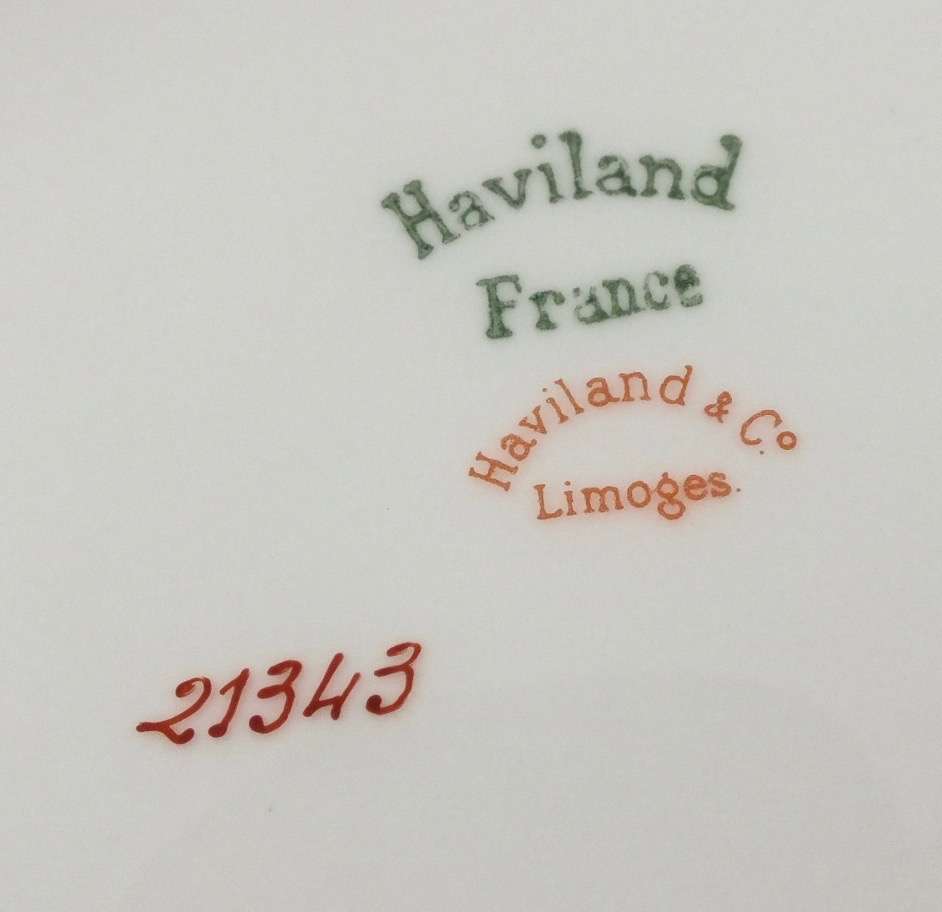 Haviland
France
Haviland & Co.
Limoges.
21343